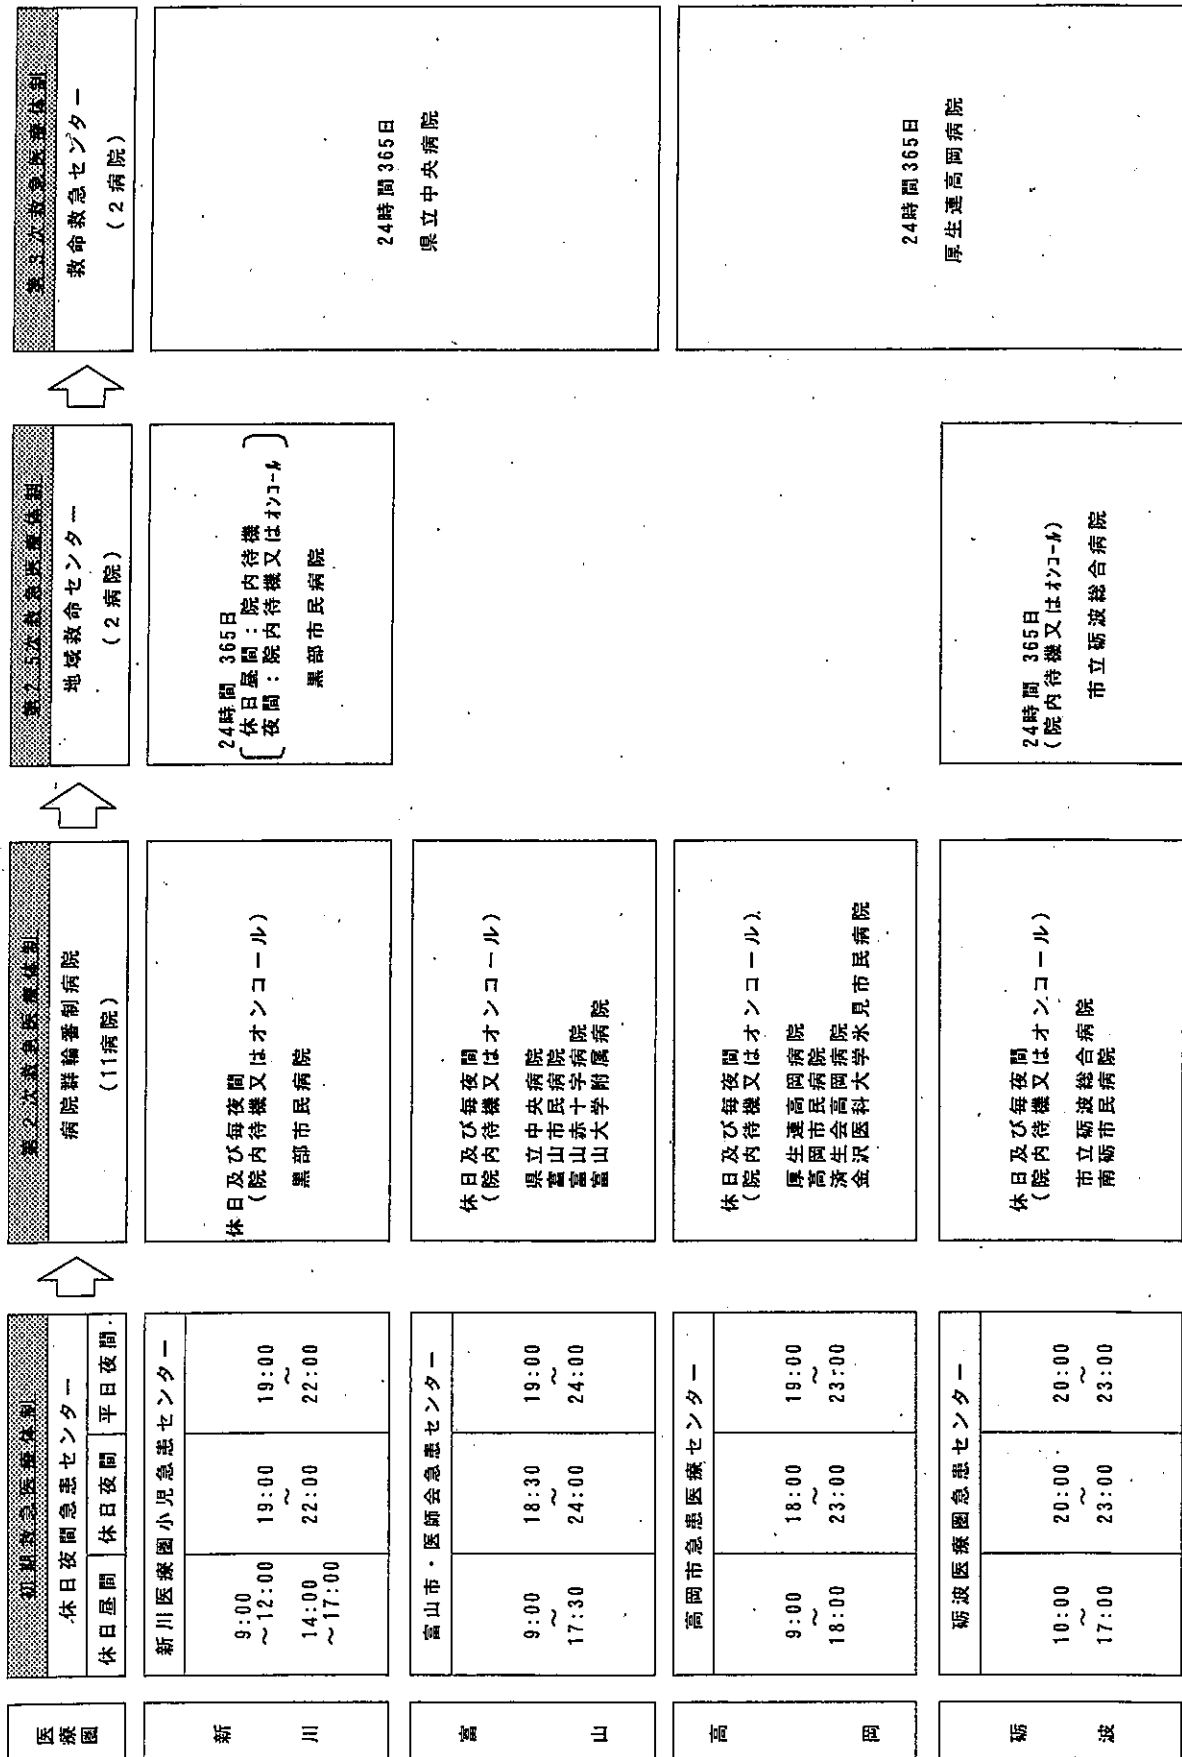 医療圏
初期救急医療体制
休日夜間急患センター
休日昼間
休日夜間
平日夜間
第2次救急医療体制
病院群輪番制病院
(11病院)
第2.5次救急医療体制
地域救命センター
(2病院)
第3次救急医療体制
救命救急センター
(2病院)
新川
新川医療圏小児急患センター
9:00
~12:00
14:00
~17:00
19:00
~
22:00
19:00
~
22:00
休日及び毎夜間
(院内待機又はオンコール)
黒部市民病院
24時間 365日
休日昼間:院内待機
夜間:院内待機又はオンコール
黒部市民病院
24時間365日
県立中央病院
富山
富山市・医師会急患センター
9:00
~
17:30
18:30
~
24:00
19:00
~
24:00
休日及び毎夜間
(院内待機又はオンコール)
県立中央病院
富山市民病院
富山赤十字病院
富山大学附属病院
高岡
高岡市急患医療センター
9:00
~
18:00
18:00
~
23:00
19:00
~
23:00
休日及び毎夜間
(院内待機又はオンコール)
厚生連高岡病院
高岡市民病院
済生会高岡病院
金沢医科大学氷見市民病院
24時間365日
厚生連高岡病院
砺波
砺波医療圏急患センター
10:00
~
17:00
20:00
~
23:00
20:00
~
23:00
休日及び毎夜間
(院内待機又はオンコール)
市立砺波総合病院
南砺市民病院
24時間 365日
(院内待機又はオンコール)
市立砺波総合病院